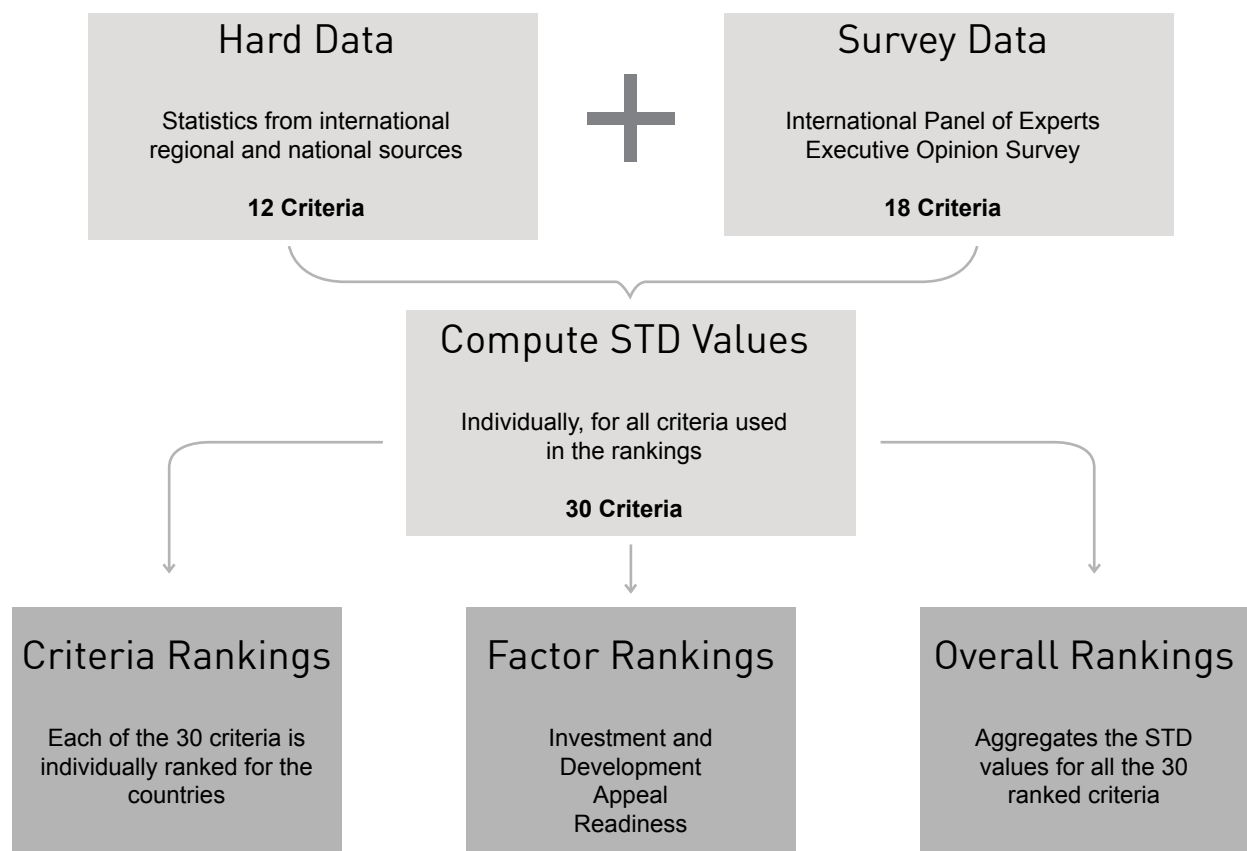 Hard Data
Statistics from international
regional and national sources
12 Criteria
Survey Data
International Panel of Experts
Executive Opinion Survey
18 Criteria
Compute STD Values
Individually, for all criteria used
in the rankings
30 Criteria
Criteria Rankings
Each of the 30 criteria is
individually ranked for the
countries
Factor Rankings
Investment and
Development
Appeal
Readiness
Overall Rankings
Aggregates the STD
values for all the 30
ranked criteria